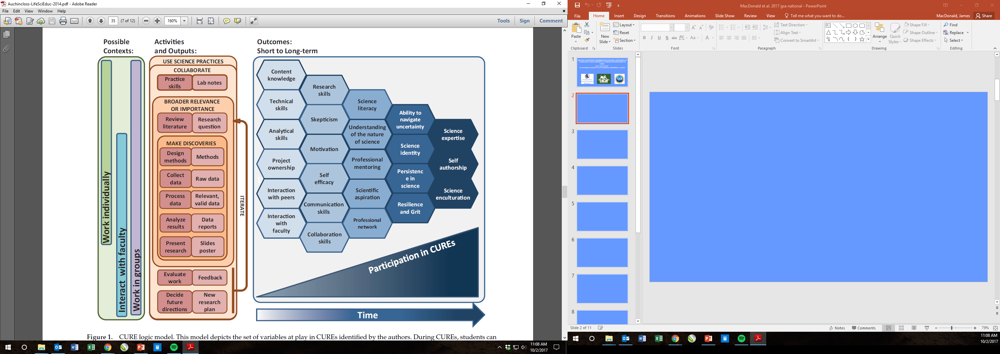 Auchincloss-LifeSciEduc-2014.pdf - Adobe Reader
File Edit View Window Help
35 (7 of 12) 160% Tools Sign Comment
Possible
Contexts:
Work individually
Interact with faculty
Work in groups
Activities
and Outputs:
USE SCIENCE PRACTICES
COLLABORATE
Practice
skills
Lab notes
BROADER RELEVANCE
OR IMPORTANCE
Review
literature
Research
question
MAKE DISCOVERIES
Design
methods
Methods
Collect
data
Raw data
Process
data
Relevant,
valid data
Analyze
results
Data
reports
Present
research
Slides
poster
Evaluate
work
Feedback
Decide
future
directions
New
research
plan
ITERATE
Outcomes:
Short to Long-term
Content
knowledge
Technical
skills
Analytical
skills
Project
ownership
Interaction
with peers
Interaction
with
faculty
Research
skills
Skepticism
Motivation
Self
efficacy
Communication
skills
Collaboration
skills
Science
literacy
Understanding
of the nature
of science
Professional
mentoring
Scientific
aspiration
Professional
network
Ability to
navigate
uncertainty
Science
identity
Persistenc
e in
science
Resilience
and Grit
Science
expertise
Self
authorship
Science
enculturation
Participation in CUREs
Time
Figure 1. CURE logic model. This model depicts the set of variables at play in CUREs identified by the authors. During CUREs, students can
11:08 AM
10/2/2017
MacDonald et al. 2017 gsa national - PowerPoint
File Home Insert Design Transitions Animations Slide Show Review View Tell me what you want to do... MacDonald, James Share
Paste
Clipboard
New
Slide
Layout
Reset
Section
Slides
B I U S abc AV Aa A
Font
Text Direction
Align Text
Convert to SmartArt
Paragraph
Arrange
Quick
Styles
Shape Fill
Shape Outline
Shape Effects
Drawing
Find
Replace
Select
Editing
1
2
3
4
5
6
7
8
Slide 2 of 11 Notes Comments 79%
11:08 AM
10/2/2017